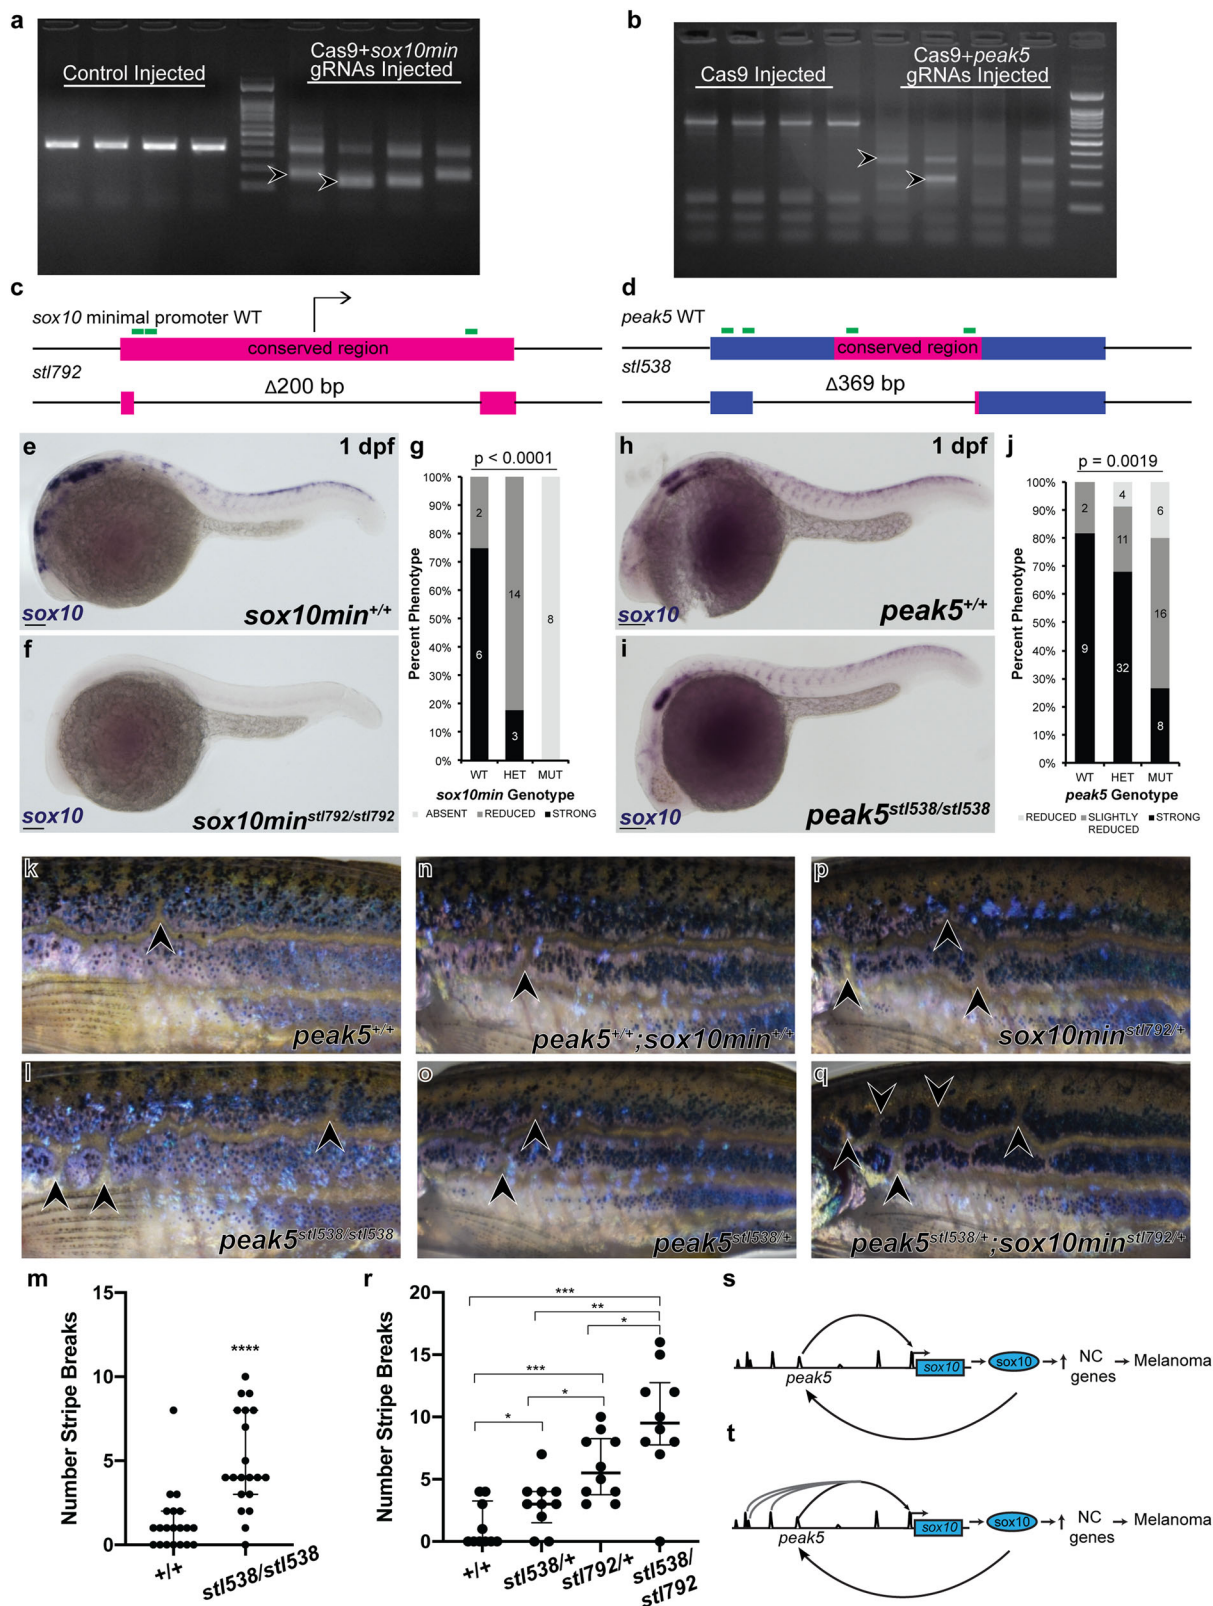 a
Control Injected
Cas9+sox10min
gRNAs Injected
b
Cas9 Injected
Cas9+peak5
gRNAs Injected
c
sox10 minimal promoter WT
conserved region
stl792
Δ200 bp
d
peak5 WT
conserved region
stl538
Δ369 bp
e
1 dpf
sox10
sox10min+/+
f
sox10
sox10minstl792/stl792
g
p < 0.0001
Percent Phenotype
100%
90%
80%
70%
60%
50%
40%
30%
20%
10%
0%
2
6
14
3
8
WT HET MUT
sox10min Genotype
ABSENT REDUCED STRONG
h
1 dpf
sox10
peak5+/+
i
sox10
peak5stl538/stl538
j
p = 0.0019
Percent Phenotype
100%
90%
80%
70%
60%
50%
40%
30%
20%
10%
0%
2
9
4
11
32
6
16
8
WT HET MUT
peak5 Genotype
REDUCED SLIGHTLY REDUCED STRONG
k
peak5+/+
n
peak5+/+;sox10min+/+
p
sox10minstl792/+
l
peak5stl538/stl538
o
peak5stl538/+
q
peak5stl538/+;sox10minstl792/+
m
Number Stripe Breaks
15
10
5
0
****
+/+
stl538/stl538
r
Number Stripe Breaks
20
15
10
5
0
***
**
*
***
*
*
+/+
stl538/+
stl792/+
stl538/
stl792
s
peak5
sox10
sox10
NC
genes
Melanoma
t
peak5
sox10
sox10
NC
genes
Melanoma